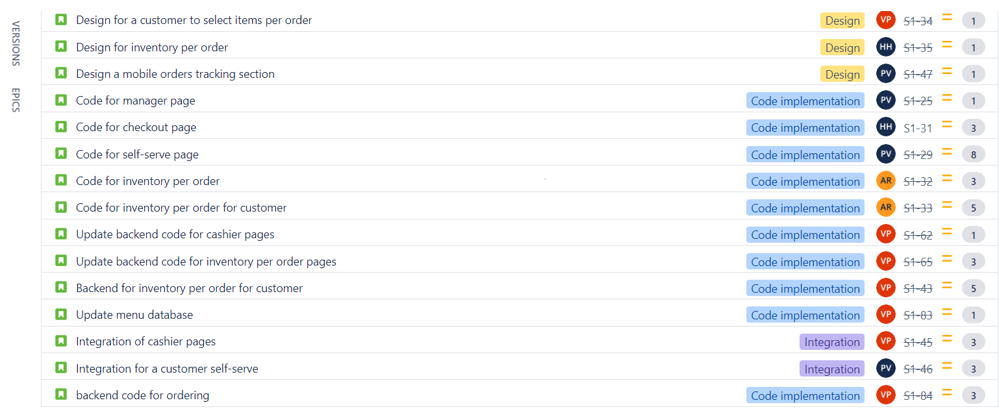 VERSIONS
EPICS
Design for a customer to select items per order Design VP S1-34 1
Design for inventory per order Design HH S1-35 1
Design a mobile orders tracking section Design PV S1-47 1
Code for manager page Code implementation PV S1-25 1
Code for checkout page Code implementation HH S1-31 3
Code for self-serve page Code implementation PV S1-29 8
Code for inventory per order Code implementation AR S1-32 3
Code for inventory per order for customer Code implementation AR S1-33 5
Update backend code for cashier pages Code implementation VP S1-62 1
Update backend code for inventory per order pages Code implementation VP S1-65 3
Backend for inventory per order for customer Code implementation VP S1-43 5
Update menu database Code implementation VP S1-83 1
Integration of cashier pages Integration VP S1-45 3
Integration for a customer self-serve Integration PV S1-46 3
backend code for ordering Code implementation VP S1-84 3